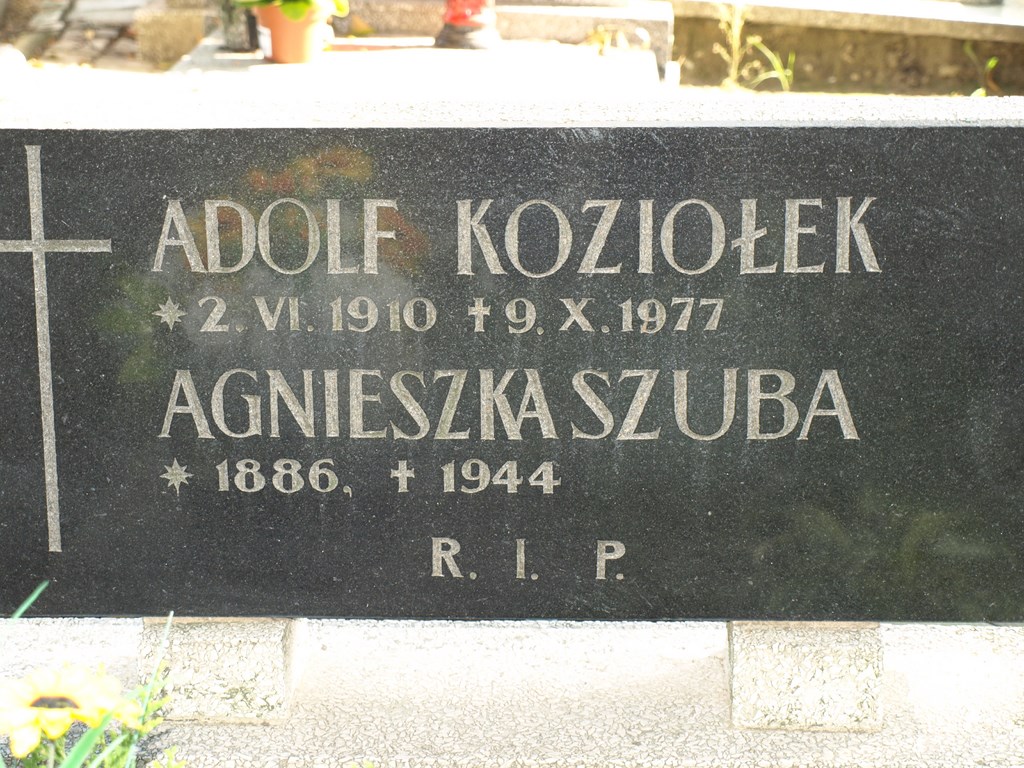 ADOLF KOZIOŁEK
* 2. VI. 1910 ✝ 9. X. 1977
AGNIESZKA SZUBA
* 1886, ✝ 1944
R. I. P.